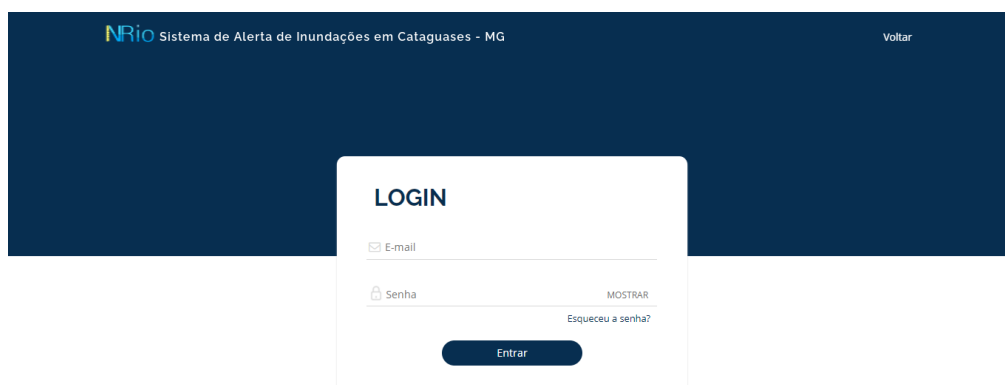 NRio Sistema de Alerta de Inundações em Cataguases - MG
Voltar
LOGIN
E-mail
Senha
MOSTRAR
Esqueceu a senha?
Entrar